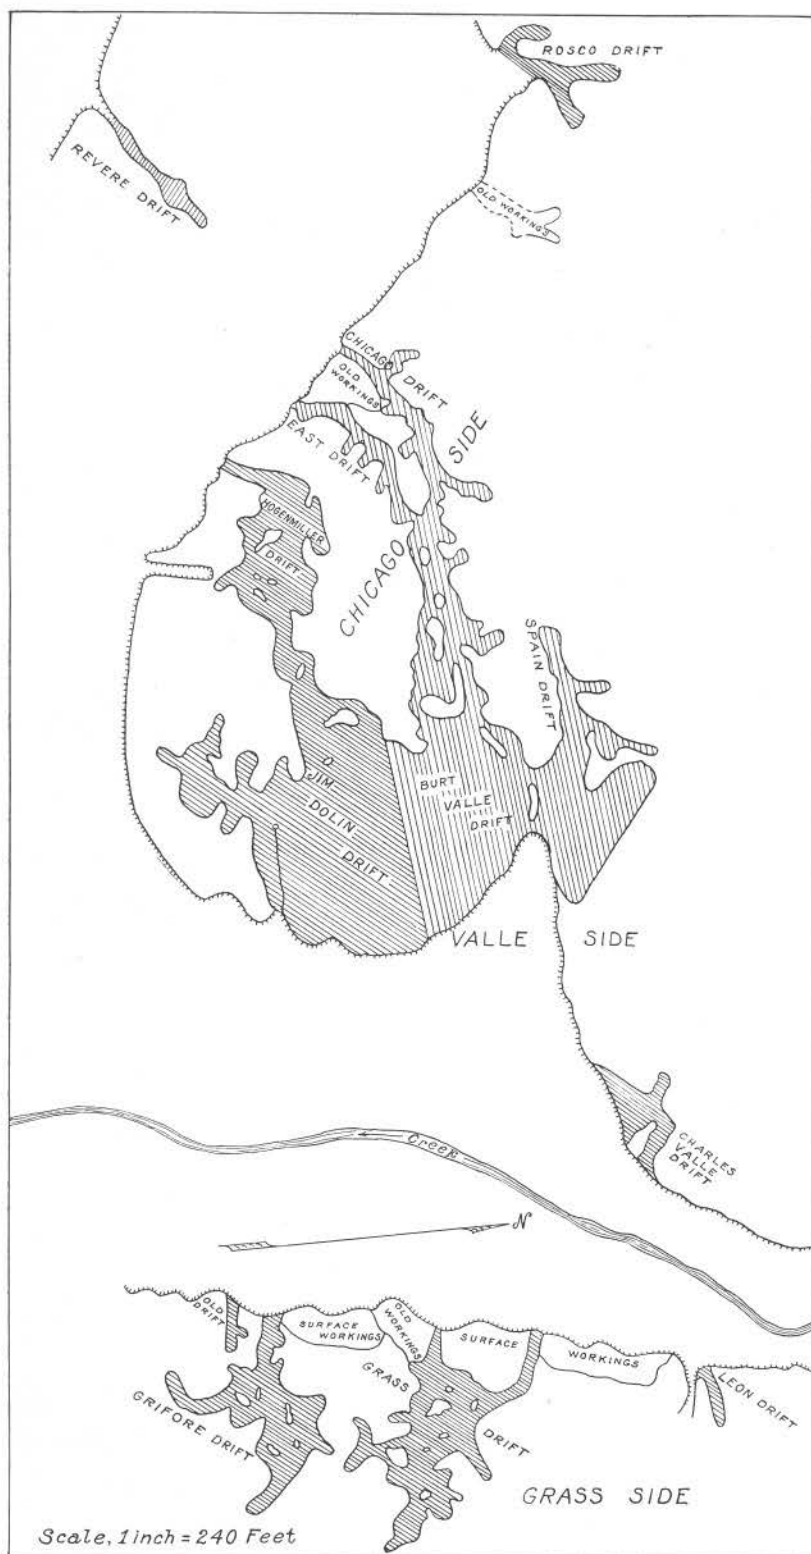 ROSCO DRIFT
REVERE DRIFT
OLD WORKINGS
CHICAGO DRIFT
OLD
WORKINGS
EAST DRIFT
CHICAGO SIDE
HOGENMILLER
DRIFT
SPAIN DRIFT
JIM
DOLIN
DRIFT
BURT
VALLE
DRIFT
VALLE SIDE
CHARLES
VALLE
DRIFT
Creek
N
OLD
DRIFT
SURFACE
WORKINGS
OLD
WORKINGS
SURFACE
WORKINGS
GRASS
DRIFT
LEON DRIFT
GRIFORE DRIFT
GRASS SIDE
Scale, 1 inch = 240 Feet